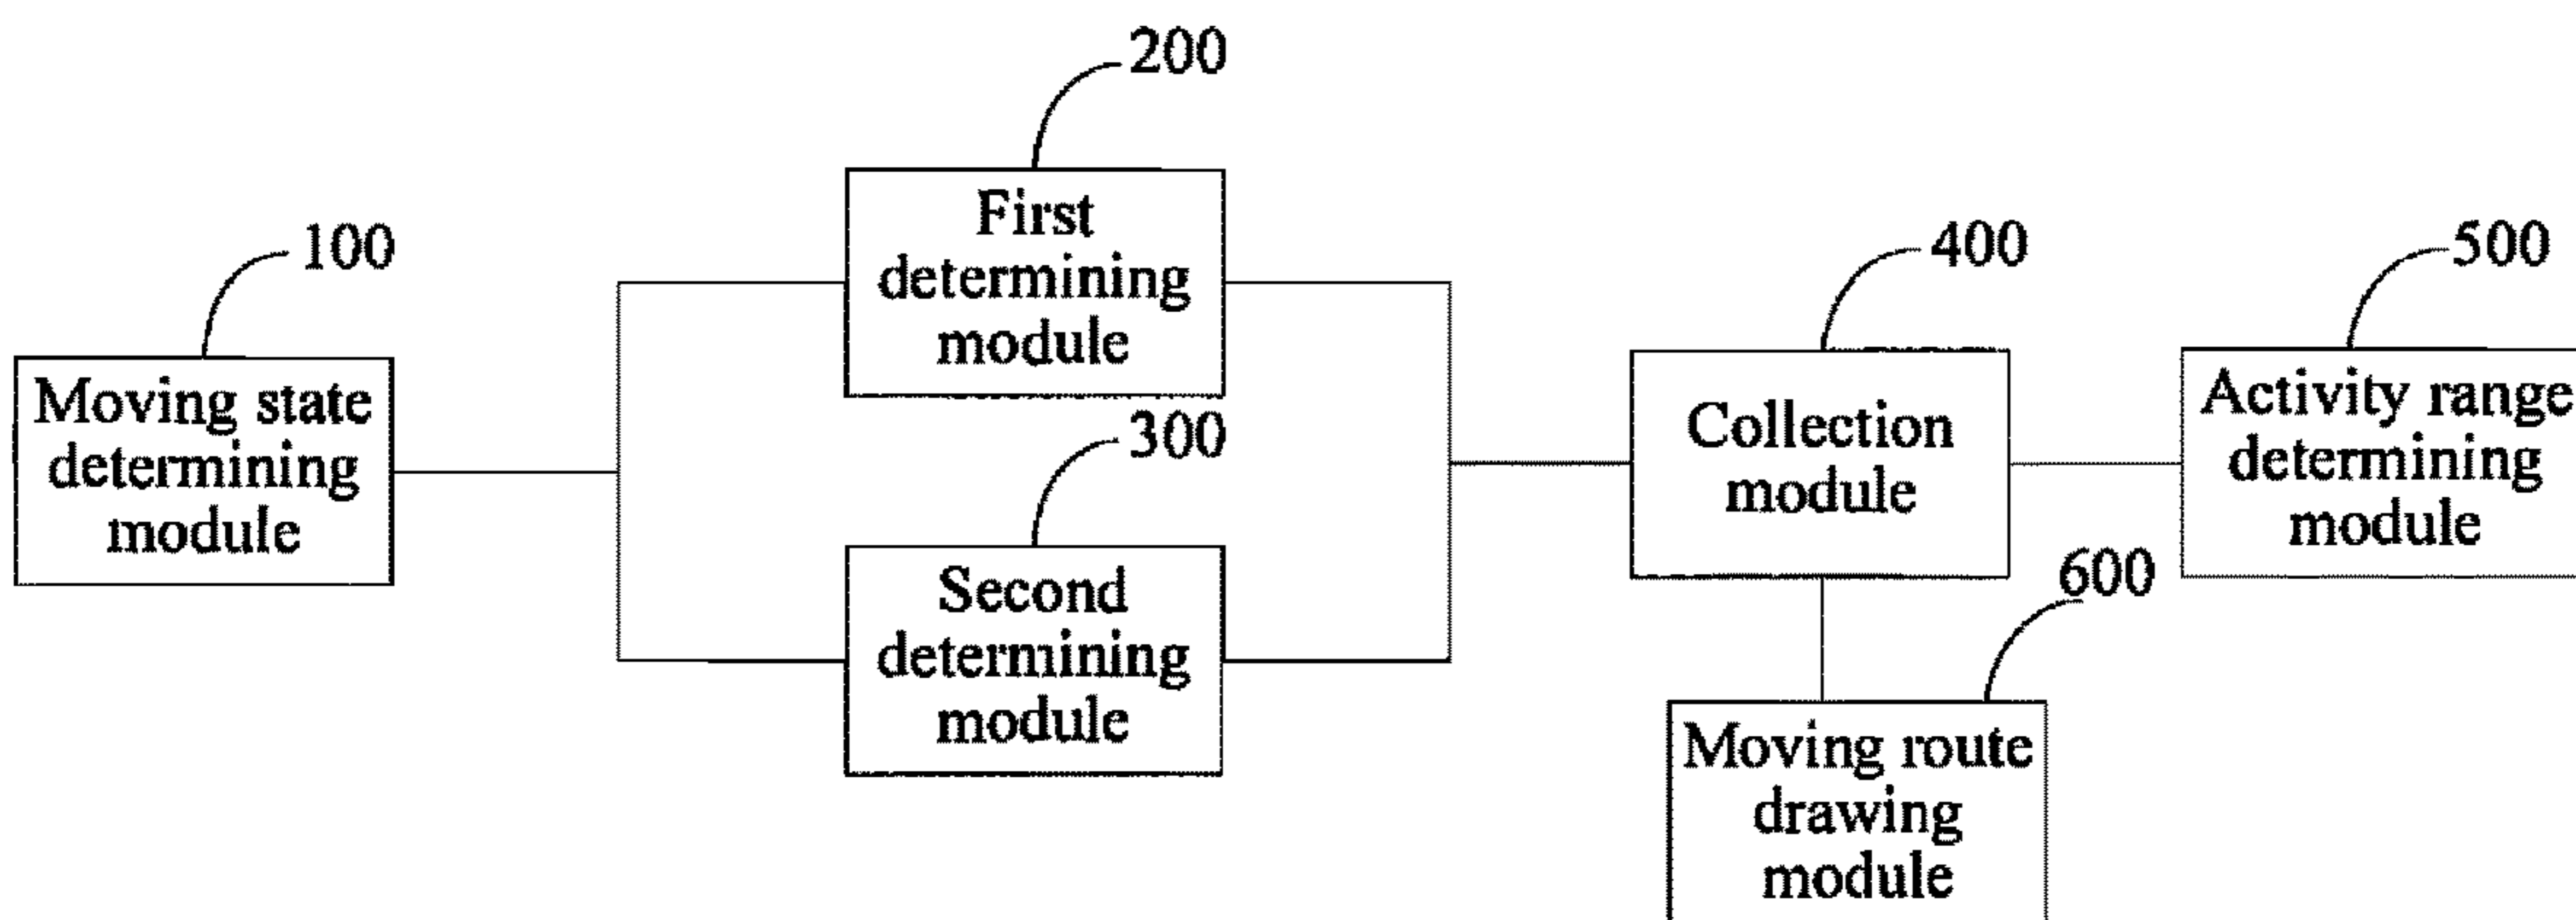 200
First
determining
module
100
Moving state
determining
module
300
Second
determining
module
400
Collection
module
500
Activity range
determining
module
600
Moving route
drawing
module